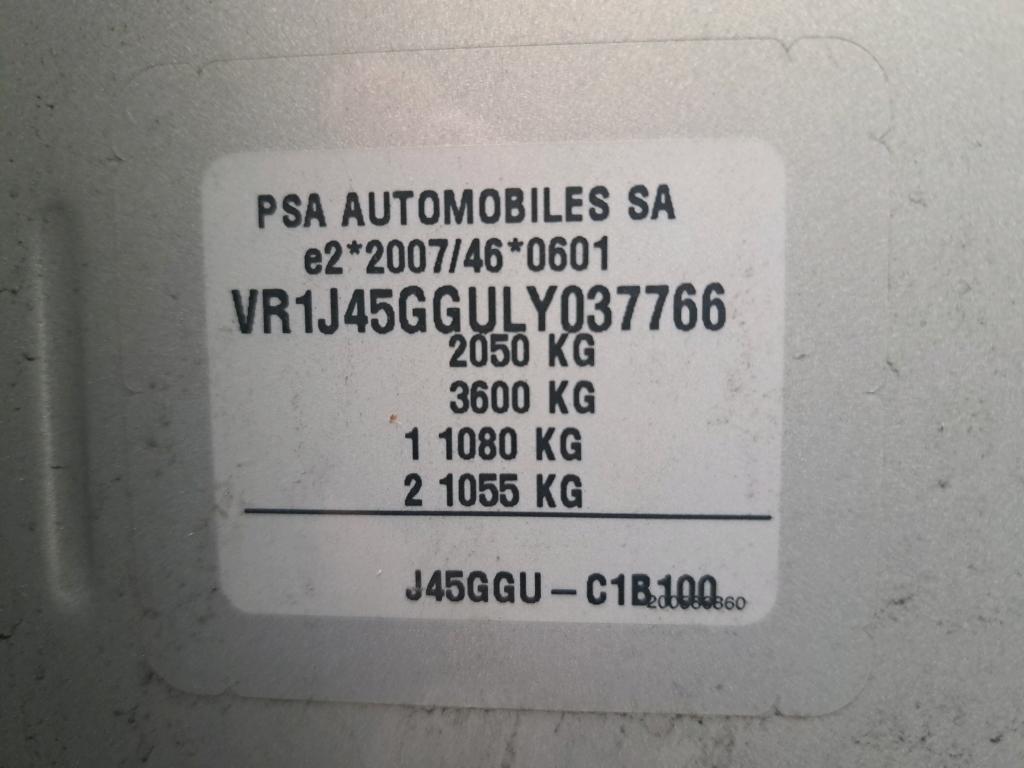 PSA AUTOMOBILES SA
e2*2007/46*0601
VR1J45GGULY037766
2050 KG
3600 KG
1 1080 KG
2 1055 KG
J45GGU – C1B100